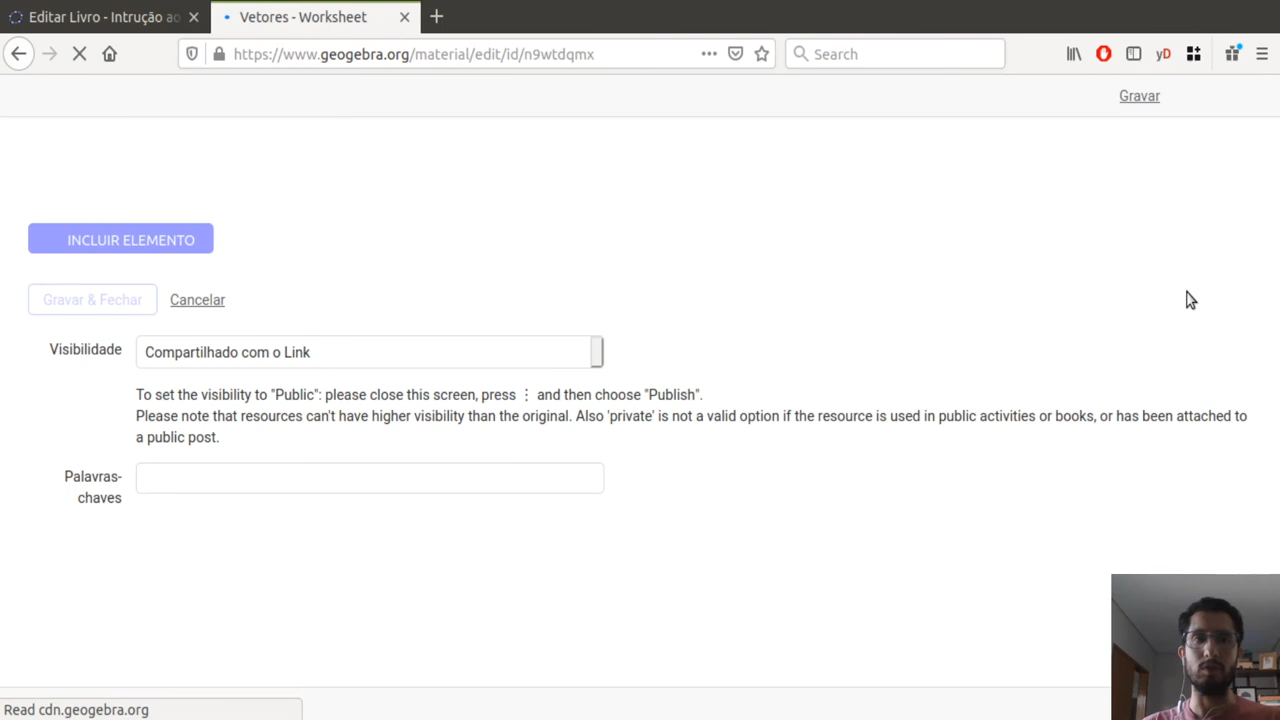 Editar Livro - Intrução ao
Vetores - Worksheet
https://www.geogebra.org/material/edit/id/n9wtdqmx
Search
yD
Gravar
INCLUIR ELEMENTO
Gravar & Fechar
Cancelar
Visibilidade
Compartilhado com o Link
To set the visibility to "Public": please close this screen, press ⋮ and then choose "Publish".
Please note that resources can't have higher visibility than the original. Also 'private' is not a valid option if the resource is used in public activities or books, or has been attached to
a public post.
Palavras-
chaves
Read cdn.geogebra.org